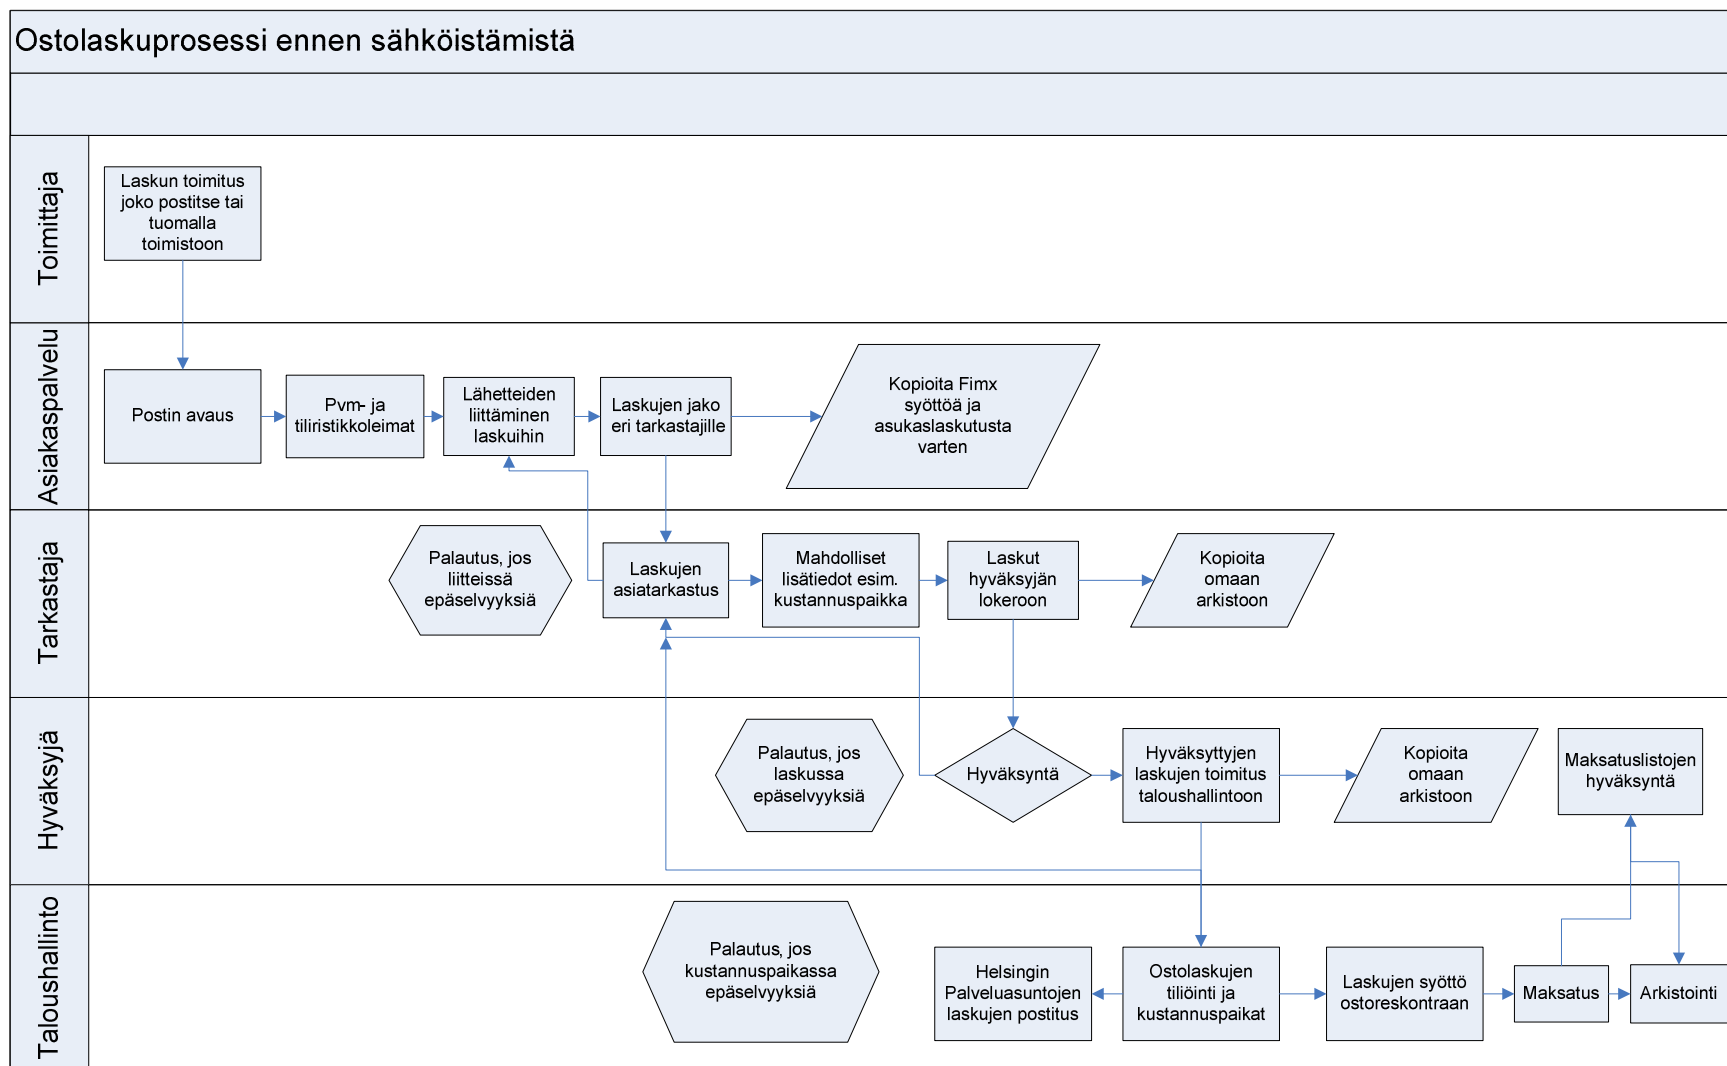 Ostolaskuprosessi ennen sähköistämistä
Toimittaja
Laskun toimitus
joko postitse tai
tuomalla
toimistoon
Asiakaspalvelu
Postin avaus
Pvm- ja
tiliristikkoleimat
Lähetteiden
liittäminen
laskuihin
Laskujen jako
eri tarkastajille
Kopioita Fimx
syöttöä ja
asukaslaskutusta
varten
Tarkastaja
Palautus, jos
liitteissä
epäselvyyksiä
Laskujen
asiatarkastus
Mahdolliset
lisätiedot esim.
kustannuspaikka
Laskut
hyväksyjän
lokeroon
Kopioita
omaan
arkistoon
Hyväksyjä
Palautus, jos
laskussa
epäselvyyksiä
Hyväksyntä
Hyväksyttyjen
laskujen toimitus
taloushallintoon
Kopioita
omaan
arkistoon
Maksatuslistojen
hyväksyntä
Taloushallinto
Palautus, jos
kustannuspaikassa
epäselvyyksiä
Helsingin
Palveluasuntojen
laskujen postitus
Ostolaskujen
tiliöinti ja
kustannuspaikat
Laskujen syöttö
ostoreskontraan
Maksatus
Arkistointi